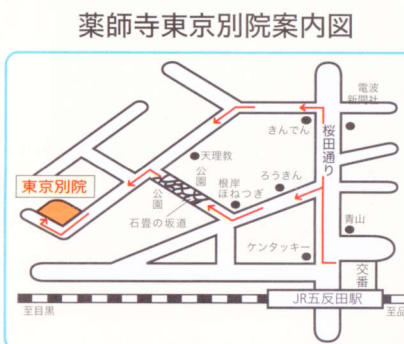 薬師寺東京別院案内図
電波
新聞社
きんでん
桜田通り
天理教
公園
東京別院
根岸
ほねつぎ
ろうきん
公園
石畳の坂道
青山
ケンタッキー
交番
JR五反田駅
至目黒
至品